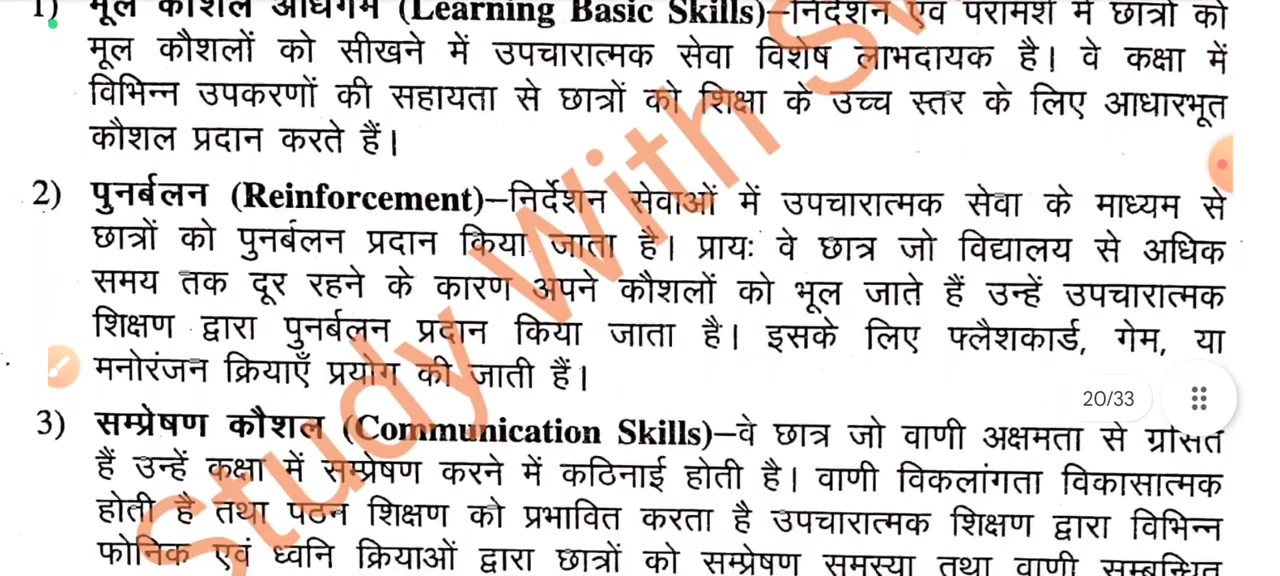 1) मूल कौशल अधिगम (Learning Basic Skills)–निर्देशन एवं परामर्श में छात्रों को
मूल कौशलों को सीखने में उपचारात्मक सेवा विशेष लाभदायक है। वे कक्षा में
विभिन्न उपकरणों की सहायता से छात्रों को शिक्षा के उच्च स्तर के लिए आधारभूत
कौशल प्रदान करते हैं।
2) पुनर्बलन (Reinforcement)–निर्देशन सेवाओं में उपचारात्मक सेवा के माध्यम से
छात्रों को पुनर्बलन प्रदान किया जाता है। प्रायः वे छात्र जो विद्यालय से अधिक
समय तक दूर रहने के कारण अपने कौशलों को भूल जाते हैं उन्हें उपचारात्मक
शिक्षण द्वारा पुनर्बलन प्रदान किया जाता है। इसके लिए फ्लैशकार्ड, गेम, या
मनोरंजन क्रियाएँ प्रयोग की जाती हैं।
20/33
3) सम्प्रेषण कौशल (Communication Skills)–वे छात्र जो वाणी अक्षमता से ग्रसित
हैं उन्हें कक्षा में सम्प्रेषण करने में कठिनाई होती है। वाणी विकलांगता विकासात्मक
होती है तथा पठन शिक्षण को प्रभावित करता है उपचारात्मक शिक्षण द्वारा विभिन्न
फोनिक एवं ध्वनि क्रियाओं द्वारा छात्रों को सम्प्रेषण समस्या तथा वाणी सम्बन्धित
Study With